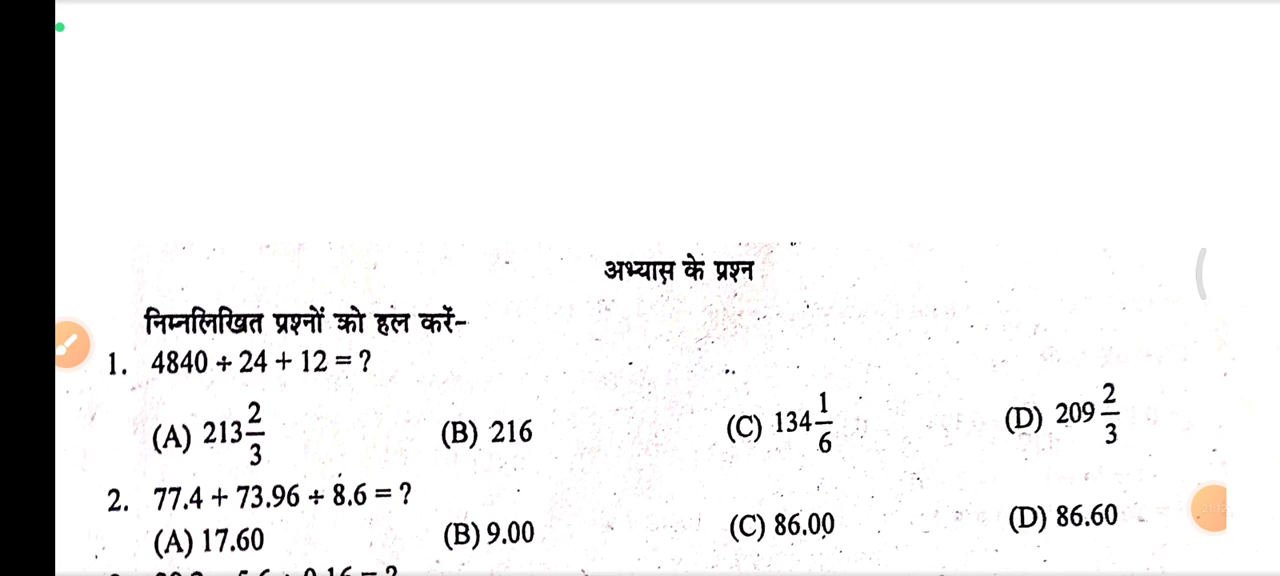 अभ्यास के प्रश्न
निम्नलिखित प्रश्नों को हल करें-
1. 4840 ÷ 24 + 12 = ?
(A) 213 2/3 (B) 216 (C) 134 1/6 (D) 209 2/3
2. 77.4 + 73.96 ÷ 8.6 = ?
(A) 17.60 (B) 9.00 (C) 86.00 (D) 86.60